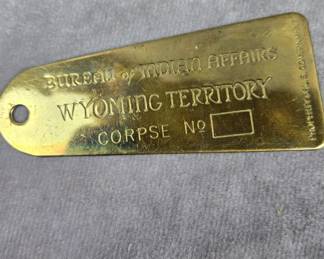 BUREAU OF INDIAN AFFAIRS
WYOMING TERRITORY
CORPSE No